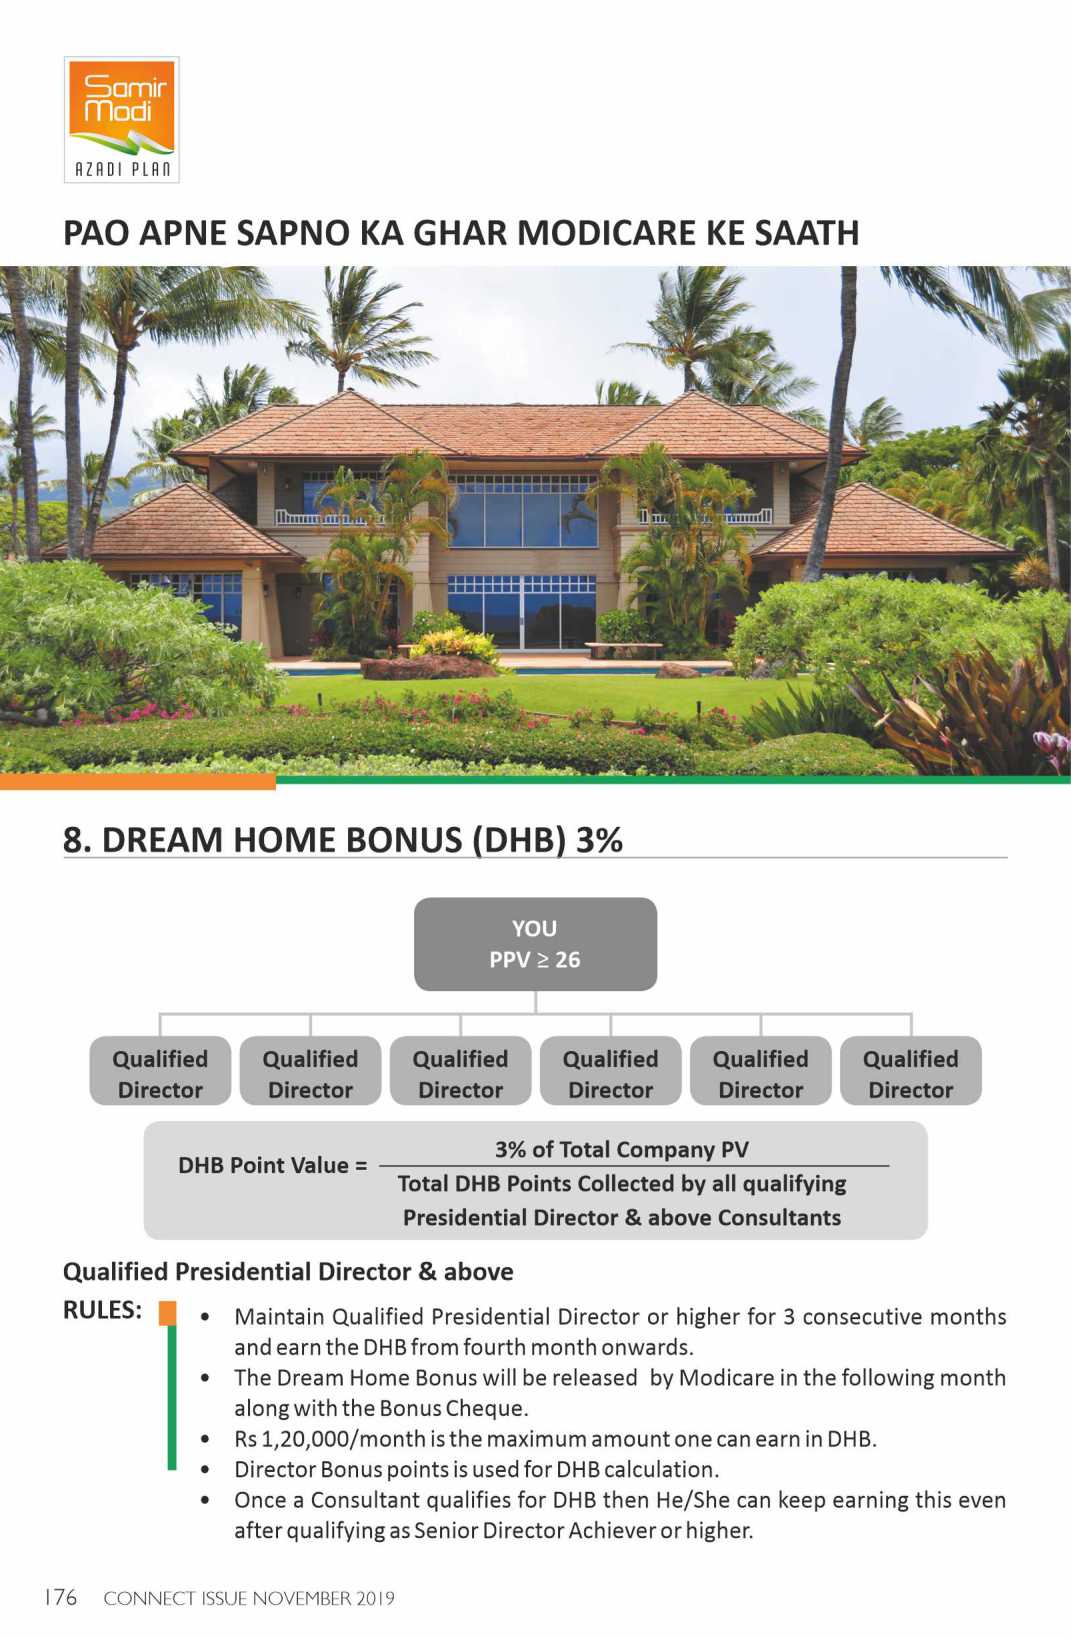 Samir
Modi
AZADI PLAN
PAO APNE SAPNO KA GHAR MODICARE KE SAATH
8. DREAM HOME BONUS (DHB) 3%
YOU
PPV ≥ 26
Qualified Director
Qualified Director
Qualified Director
Qualified Director
Qualified Director
Qualified Director
DHB Point Value =
3% of Total Company PV
Total DHB Points Collected by all qualifying
Presidential Director & above Consultants
Qualified Presidential Director & above
RULES:
• Maintain Qualified Presidential Director or higher for 3 consecutive months
and earn the DHB from fourth month onwards.
• The Dream Home Bonus will be released by Modicare in the following month
along with the Bonus Cheque.
• Rs 1,20,000/month is the maximum amount one can earn in DHB.
• Director Bonus points is used for DHB calculation.
• Once a Consultant qualifies for DHB then He/She can keep earning this even
after qualifying as Senior Director Achiever or higher.
176 CONNECT ISSUE NOVEMBER 2019